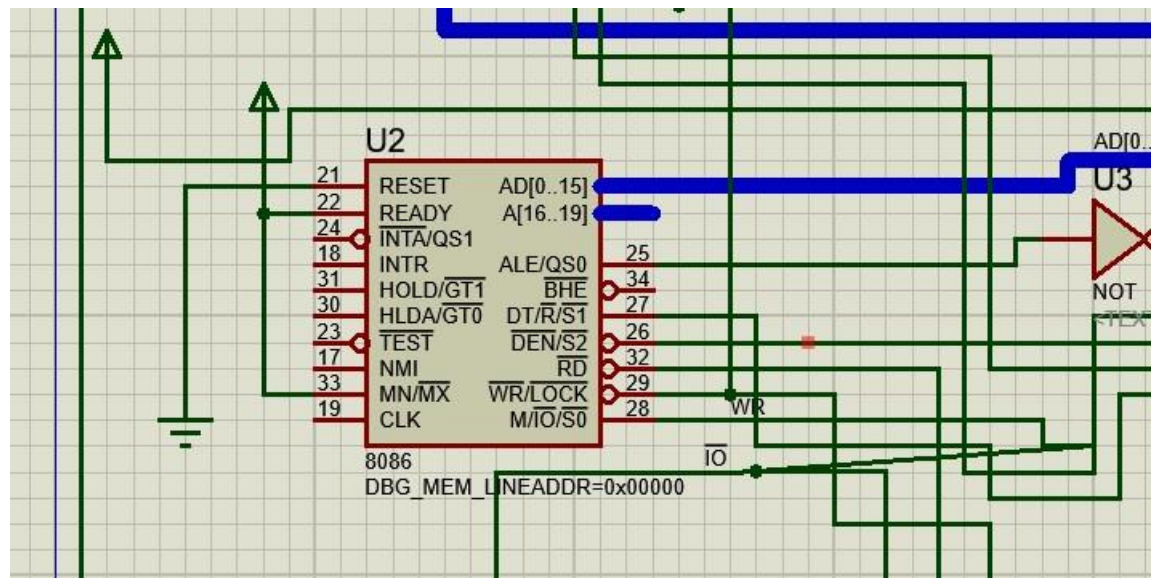 AD[0..
U2
U3
21 RESET AD[0..15]
22 READY A[16..19]
24 INTA/QS1
18 INTR ALE/QS0 25
31 HOLD/GT1 BHE 34
30 HLDA/GT0 DT/R/S1 27
23 TEST DEN/S2 26
17 NMI RD 32
33 MN/MX WR/LOCK 29
19 CLK M/IO/S0 28
NOT
<TEXT
WR
IO
8086
DBG_MEM_LINEADDR=0x00000